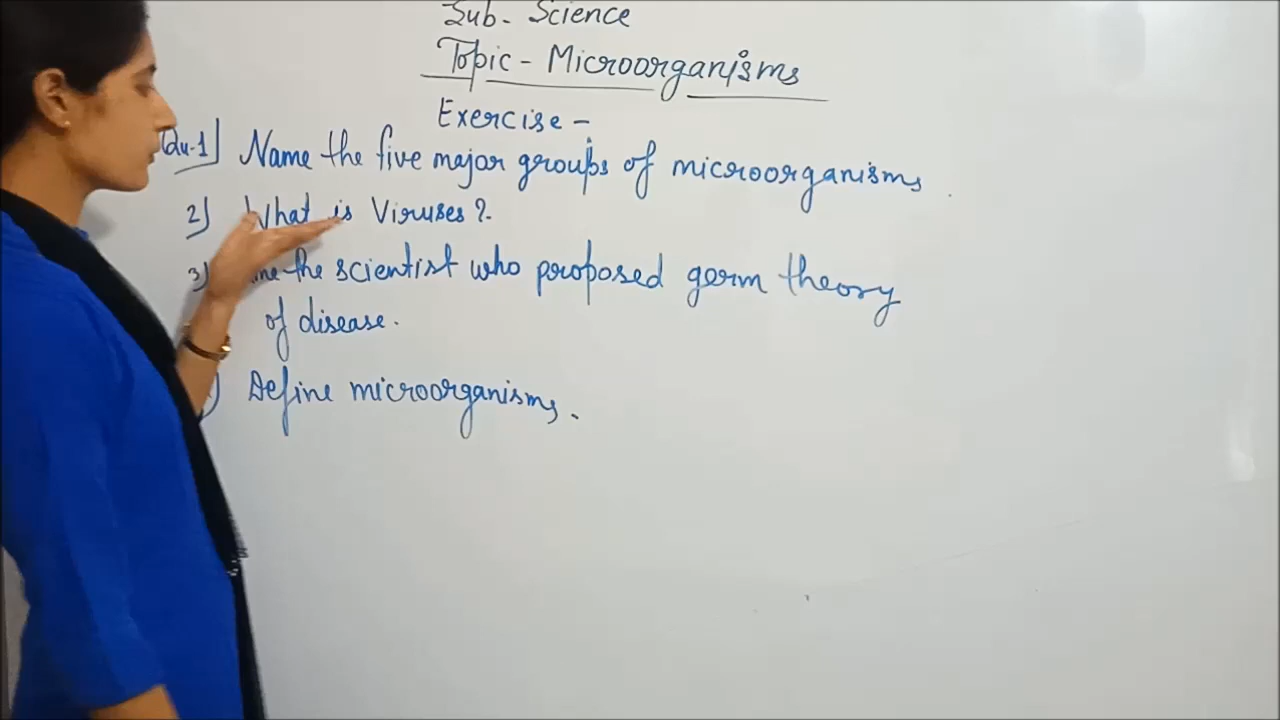 Sub- Science
Topic - Microorganisms
Exercise -
Qu-1) Name the five major groups of microorganisms
2) What is Viruses?
3) the scientist who proposed germ theory
of disease.
) Define microorganisms.